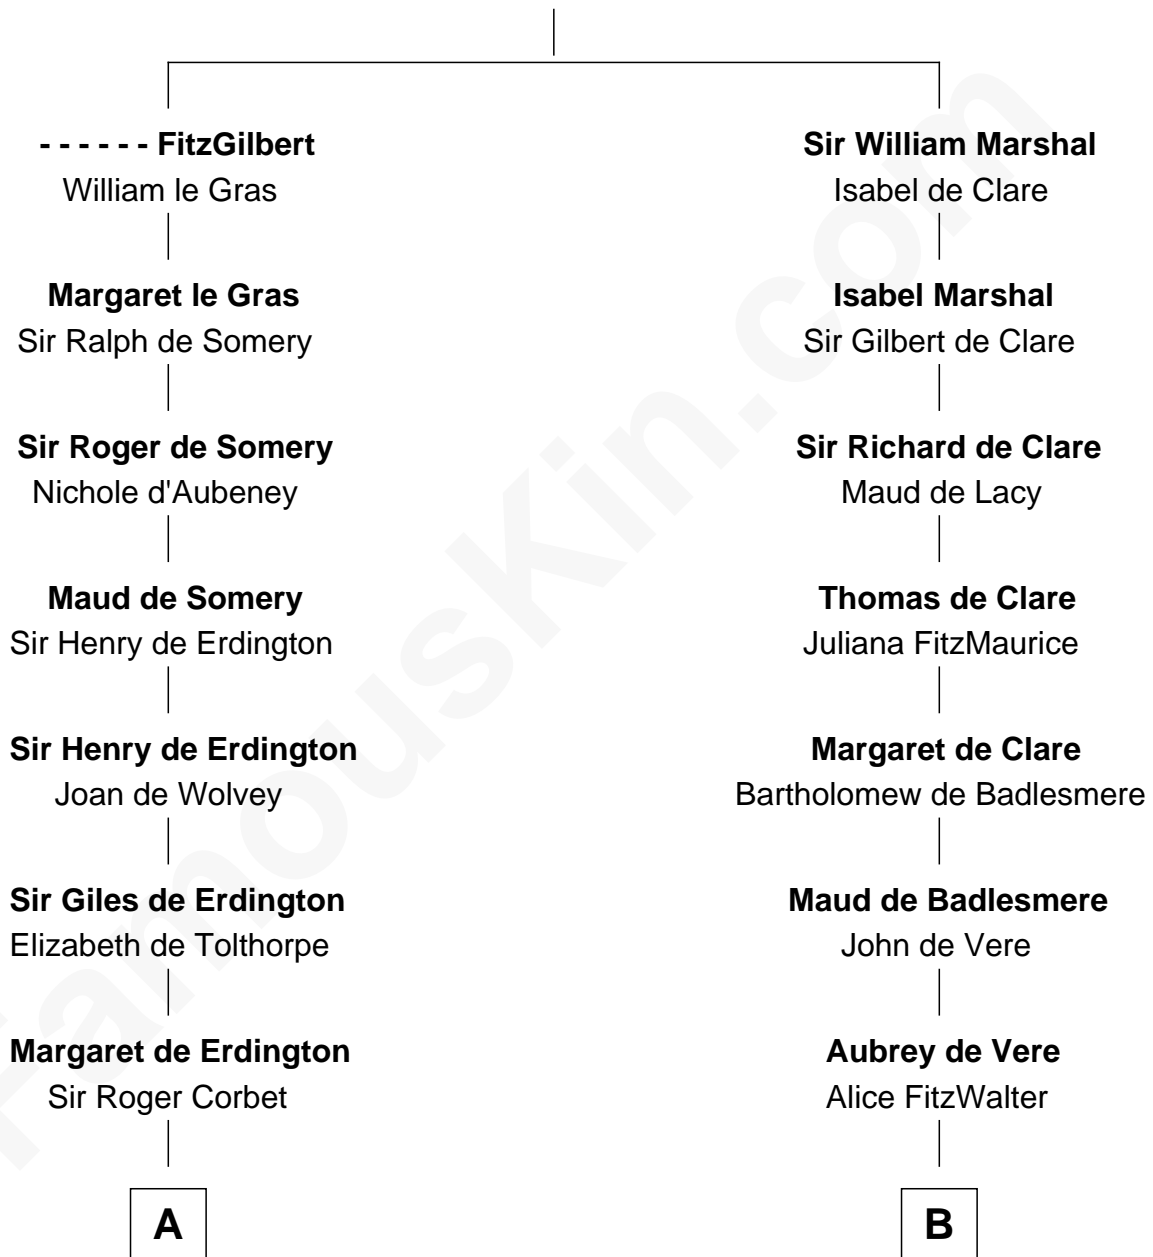 - - - - - - FitzGilbert
William le Gras
Margaret le Gras
Sir Ralph de Somery
Sir Roger de Somery
Nichole d'Aubeney
Maud de Somery
Sir Henry de Erdington
Sir Henry de Erdington
Joan de Wolvey
Sir Giles de Erdington
Elizabeth de Tolthorpe
Margaret de Erdington
Sir Roger Corbet
A
Sir William Marshal
Isabel de Clare
Isabel Marshal
Sir Gilbert de Clare
Sir Richard de Clare
Maud de Lacy
Thomas de Clare
Juliana FitzMaurice
Margaret de Clare
Bartholomew de Badlesmere
Maud de Badlesmere
John de Vere
Aubrey de Vere
Alice FitzWalter
B
FamousKin.com